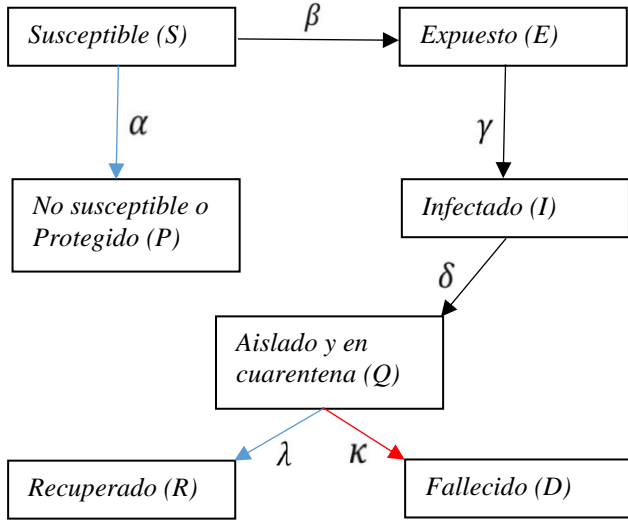 Susceptible (S)
β
Expuesto (E)
α
γ
No susceptible o
Protegido (P)
Infectado (I)
δ
Aislado y en
cuarentena (Q)
λ
κ
Recuperado (R)
Fallecido (D)